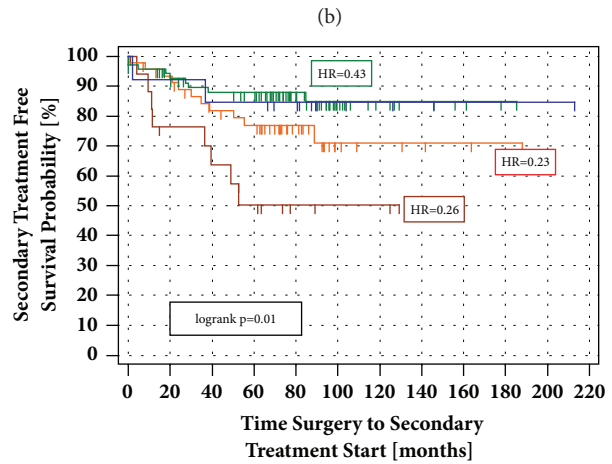 (b)
HR=0.43
HR=0.23
HR=0.26
logrank p=0.01
100
90
80
70
60
50
40
30
20
10
0
0 20 40 60 80 100 120 140 160 180 200 220
Secondary Treatment Free
Survival Probability [%]
Time Surgery to Secondary
Treatment Start [months]